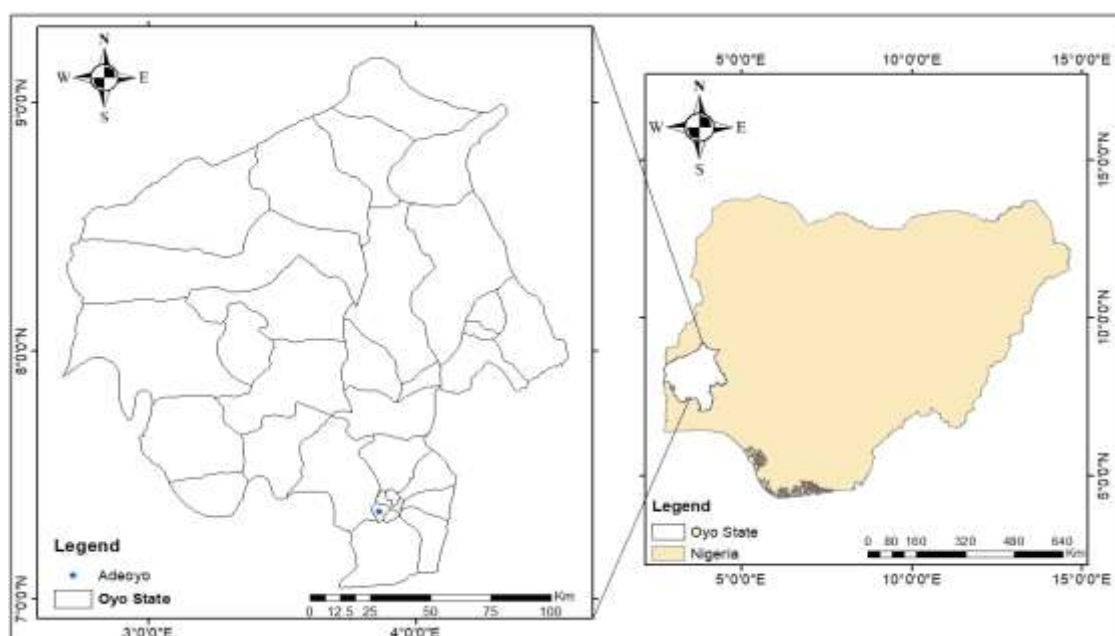 N
W E
S
9°0'0"N
8°0'0"N
7°0'0"N
Legend
Adeoyo
Oyo State
Km
0 12.5 25 50 75 100
3°0'0"E 4°0'0"E
5°0'0"E 10°0'0"E 15°0'0"E
N
W E
S
15°0'0"N
10°0'0"N
5°0'0"N
Legend
Oyo State
Nigeria
0 80 160 320 480 640
Km
5°0'0"E 10°0'0"E 15°0'0"E